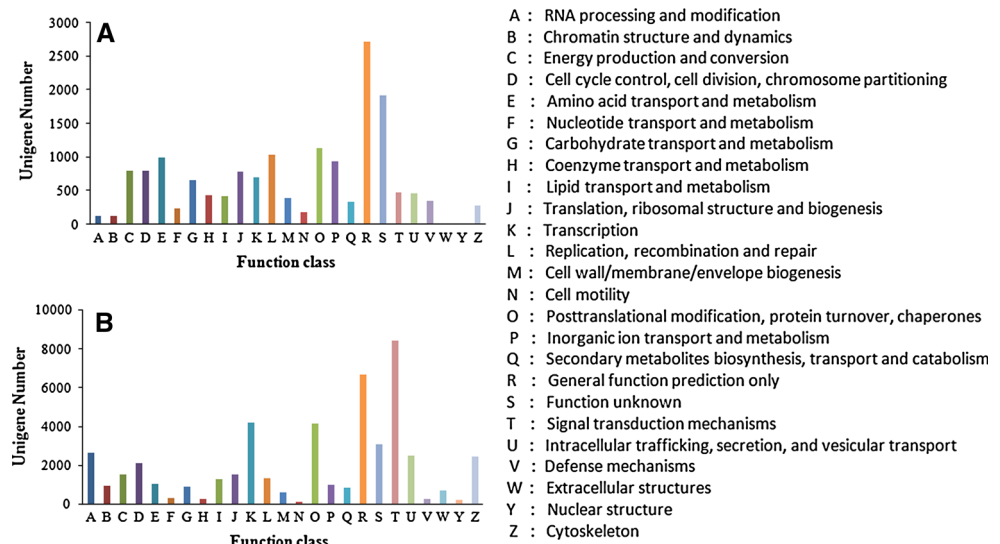 A
3000
2500
2000
1500
1000
500
0
Unigene Number
A B C D E F G H I J K L M N O P Q R S T U V W Y Z
Function class
B
10000
8000
6000
4000
2000
0
Unigene Number
A B C D E F G H I J K L M N O P Q R S T U V W Y Z
Function class
A : RNA processing and modification
B : Chromatin structure and dynamics
C : Energy production and conversion
D : Cell cycle control, cell division, chromosome partitioning
E : Amino acid transport and metabolism
F : Nucleotide transport and metabolism
G : Carbohydrate transport and metabolism
H : Coenzyme transport and metabolism
I : Lipid transport and metabolism
J : Translation, ribosomal structure and biogenesis
K : Transcription
L : Replication, recombination and repair
M : Cell wall/membrane/envelope biogenesis
N : Cell motility
O : Posttranslational modification, protein turnover, chaperones
P : Inorganic ion transport and metabolism
Q : Secondary metabolites biosynthesis, transport and catabolism
R : General function prediction only
S : Function unknown
T : Signal transduction mechanisms
U : Intracellular trafficking, secretion, and vesicular transport
V : Defense mechanisms
W : Extracellular structures
Y : Nuclear structure
Z : Cytoskeleton